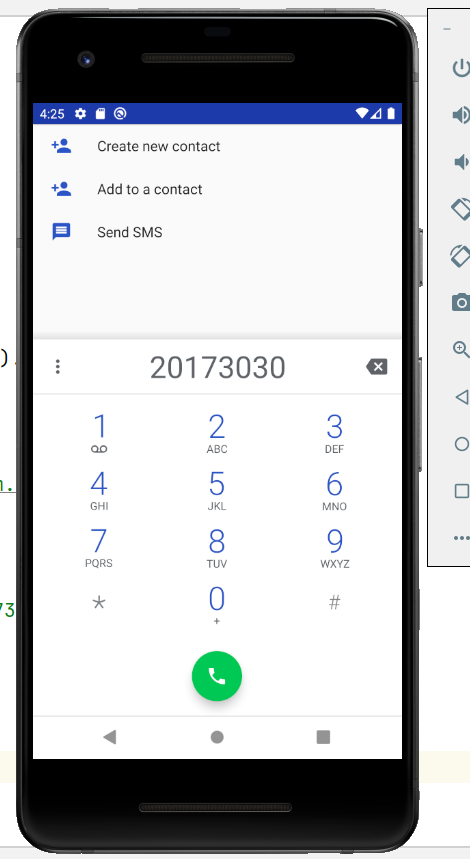 4:25
Create new contact
Add to a contact
Send SMS
).
20173030
1 2 3
ABC DEF
4 5 6
GHI JKL MNO
n.
7 8 9
PQRS TUV WXYZ
* 0 #
+
73